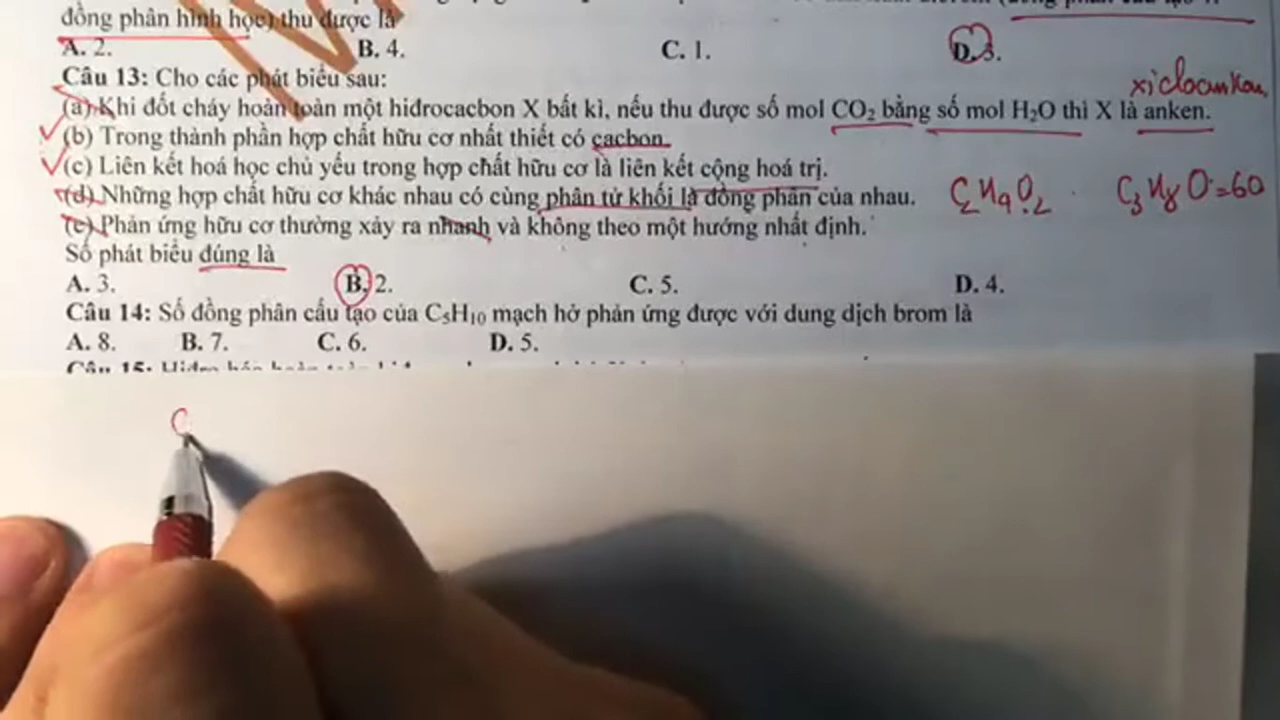 đồng phân hình học) thu được là
A. 2. B. 4. C. 1. D. 3.
Câu 13: Cho các phát biểu sau:
xicloankan
(a) Khi đốt cháy hoàn toàn một hiđrocacbon X bất kì, nếu thu được số mol CO₂ bằng số mol H₂O thì X là anken.
(b) Trong thành phần hợp chất hữu cơ nhất thiết có cacbon.
(c) Liên kết hoá học chủ yếu trong hợp chất hữu cơ là liên kết cộng hoá trị.
(d) Những hợp chất hữu cơ khác nhau có cùng phân tử khối là đồng phân của nhau. C₂H₄O₂ . C₃H₈O = 60
(e) Phản ứng hữu cơ thường xảy ra nhanh và không theo một hướng nhất định.
Số phát biểu đúng là
A. 3. B. 2. C. 5. D. 4.
Câu 14: Số đồng phân cấu tạo của C₅H₁₀ mạch hở phản ứng được với dung dịch brom là
A. 8. B. 7. C. 6. D. 5.
Câu 15:
C